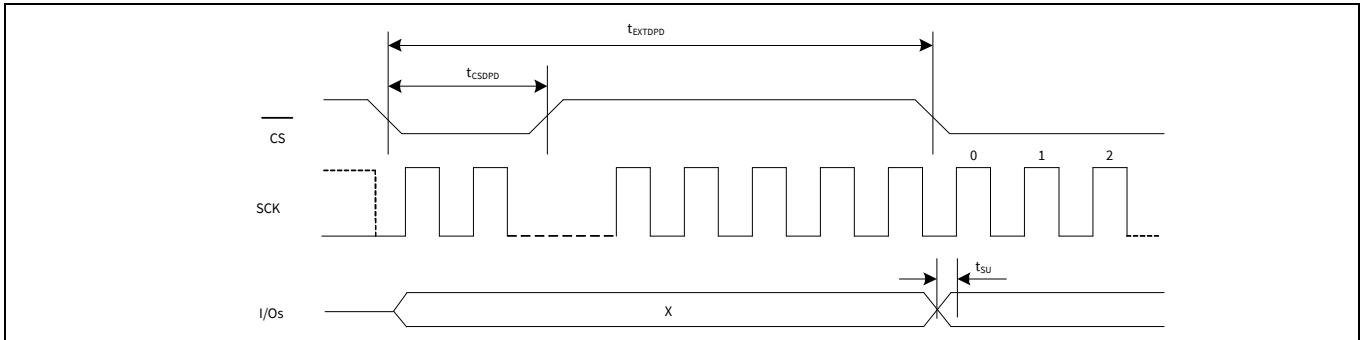 tEXTDPD
tCSDPD
CS
0 1 2
SCK
tSU
I/Os
X